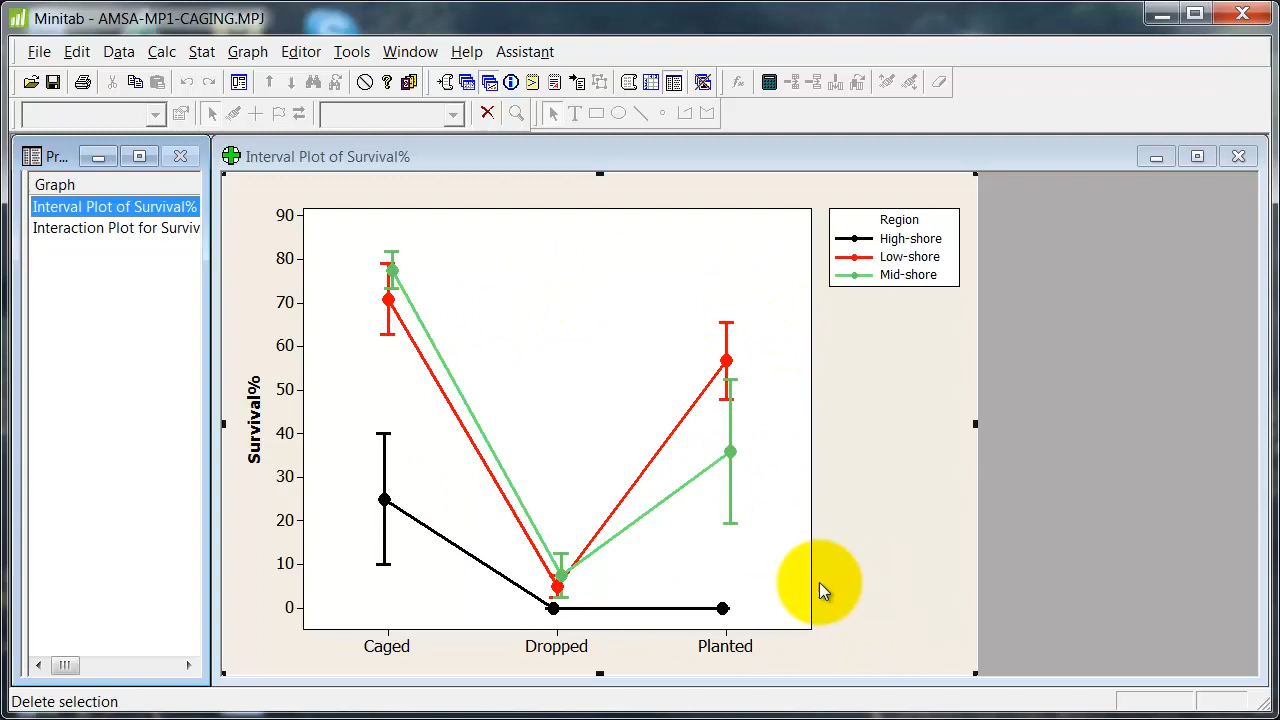 Minitab - AMSA-MP1-CAGING.MPJ
File Edit Data Calc Stat Graph Editor Tools Window Help Assistant
Pr...
Interval Plot of Survival%
Graph
Interval Plot of Survival%
Interaction Plot for Surviv
Region
High-shore
Low-shore
Mid-shore
Survival%
90
80
70
60
50
40
30
20
10
0
Caged Dropped Planted
Delete selection